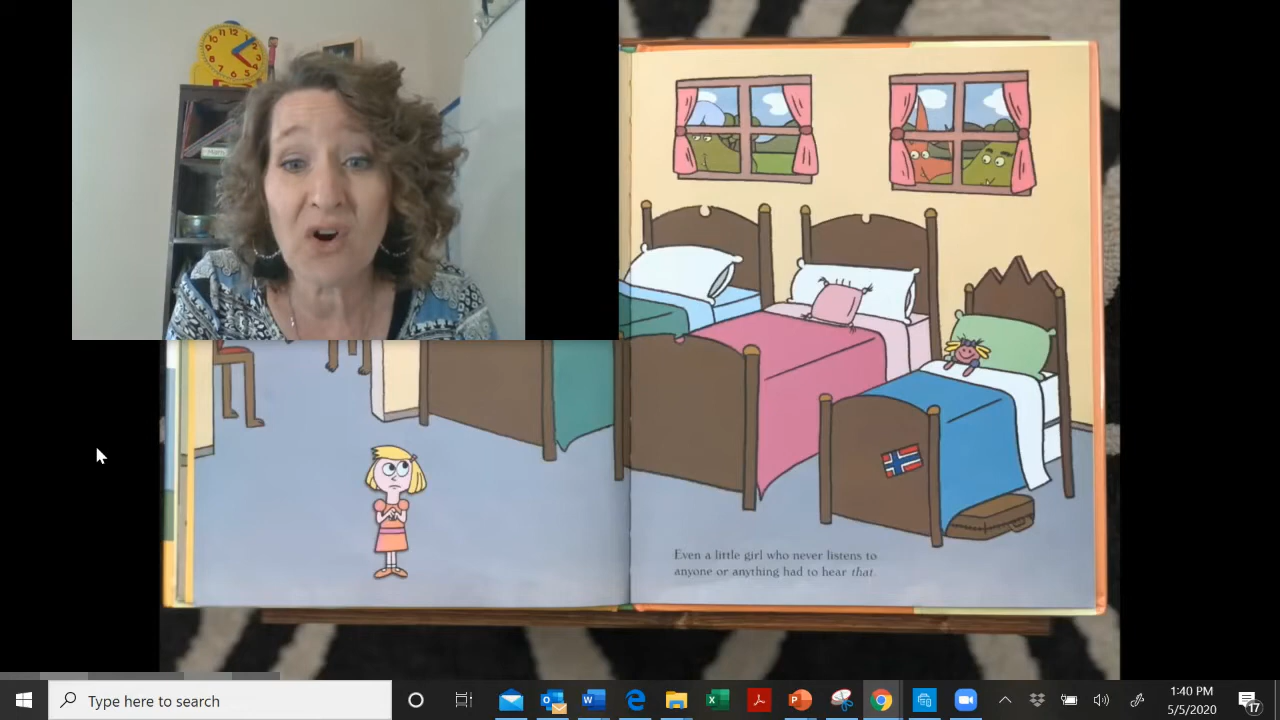 Even a little girl who never listens to
anyone or anything had to hear that.
Type here to search
1:40 PM
5/5/2020
17